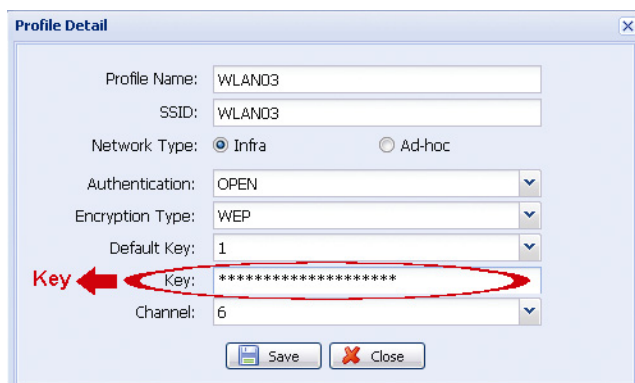 Profile Detail
Profile Name: WLAN03
SSID: WLAN03
Network Type: Infra Ad-hoc
Authentication: OPEN
Encryption Type: WEP
Default Key: 1
Key Key: ********************
Channel: 6
Save Close